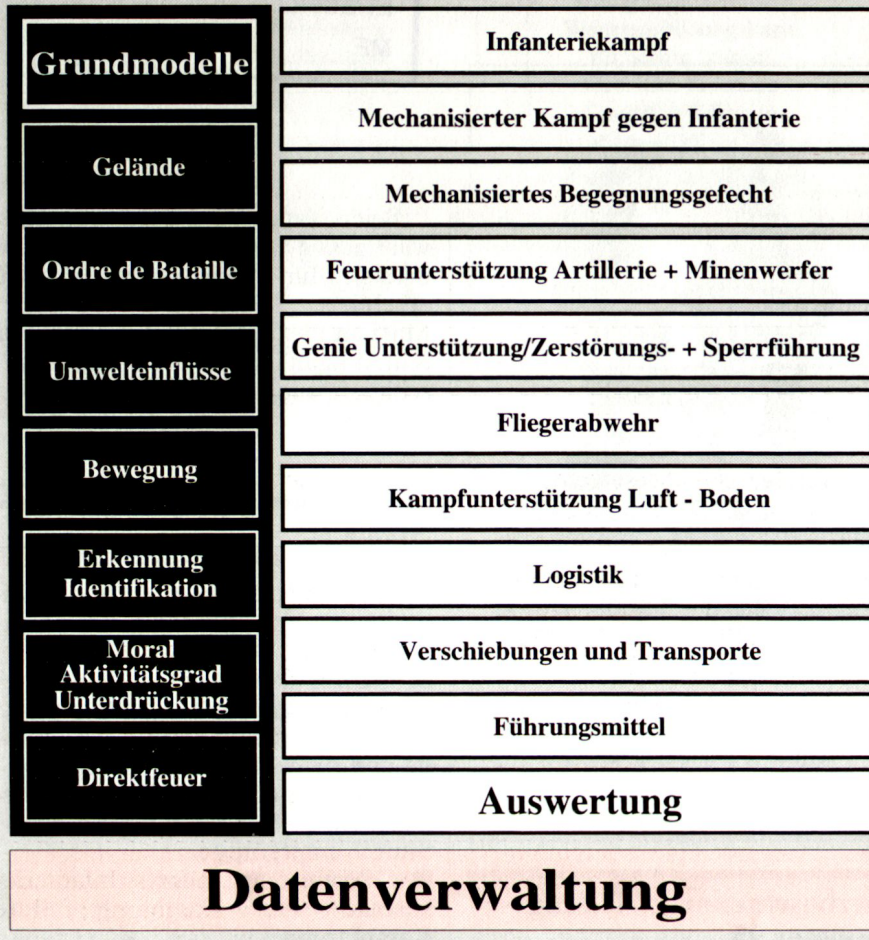 Grundmodelle
Gelände
Ordre de Bataille
Umwelteinflüsse
Bewegung
Erkennung
Identifikation
Moral
Aktivitätsgrad
Unterdrückung
Direktfeuer
Infanteriekampf
Mechanisierter Kampf gegen Infanterie
Mechanisiertes Begegnungsgefecht
Feuerunterstützung Artillerie + Minenwerfer
Genie Unterstützung/Zerstörungs- + Sperrführung
Fliegerabwehr
Kampfunterstützung Luft - Boden
Logistik
Verschiebungen und Transporte
Führungsmittel
Auswertung
Datenverwaltung